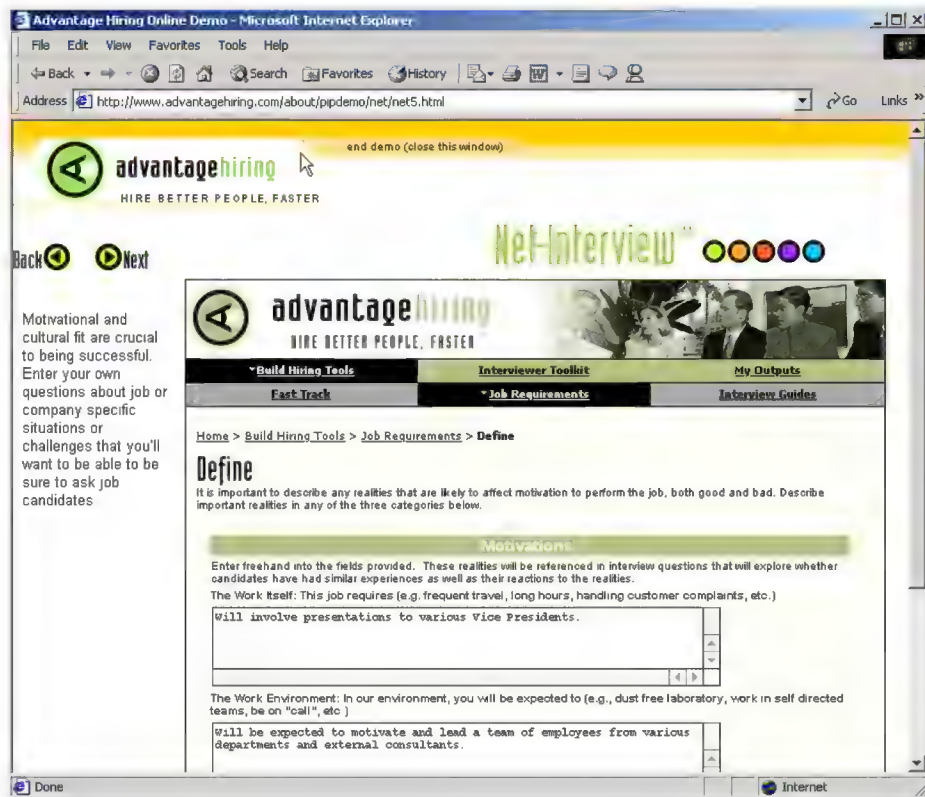 Advantage Hiring Online Demo - Microsoft Internet Explorer
File Edit View Favorites Tools Help
Back Search Favorites History
Address http://www.advantagehiring.com/about/pipdemo/net/net5.html Go Links »
end demo (close this window)
advantagehiring
HIRE BETTER PEOPLE, FASTER
Net-Interview™
Back Next
Motivational and
cultural fit are crucial
to being successful.
Enter your own
questions about job or
company specific
situations or
challenges that you'll
want to be able to be
sure to ask job
candidates
advantagehiring
HIRE BETTER PEOPLE, FASTER
Build Hiring Tools Interviewer Toolkit My Outputs
Fast Track Job Requirements Interview Guides
Home > Build Hiring Tools > Job Requirements > Define
Define
It is important to describe any realities that are likely to affect motivation to perform the job, both good and bad. Describe
important realities in any of the three categories below.
Motivations
Enter freehand into the fields provided. These realities will be referenced in interview questions that will explore whether
candidates have had similar experiences as well as their reactions to the realities.
The Work Itself: This job requires (e.g. frequent travel, long hours, handling customer complaints, etc.)
Will involve presentations to various Vice Presidents.
The Work Environment: In our environment, you will be expected to (e.g., dust free laboratory, work in self directed
teams, be on "call", etc )
Will be expected to motivate and lead a team of employees from various
departments and external consultants.
Done Internet